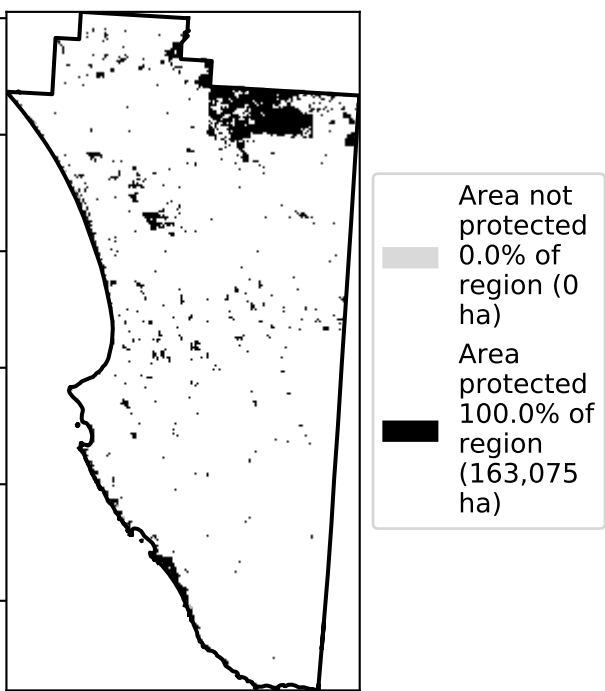 Area not
protected
0.0% of
region (0
ha)
Area
protected
100.0% of
region
(163,075
ha)